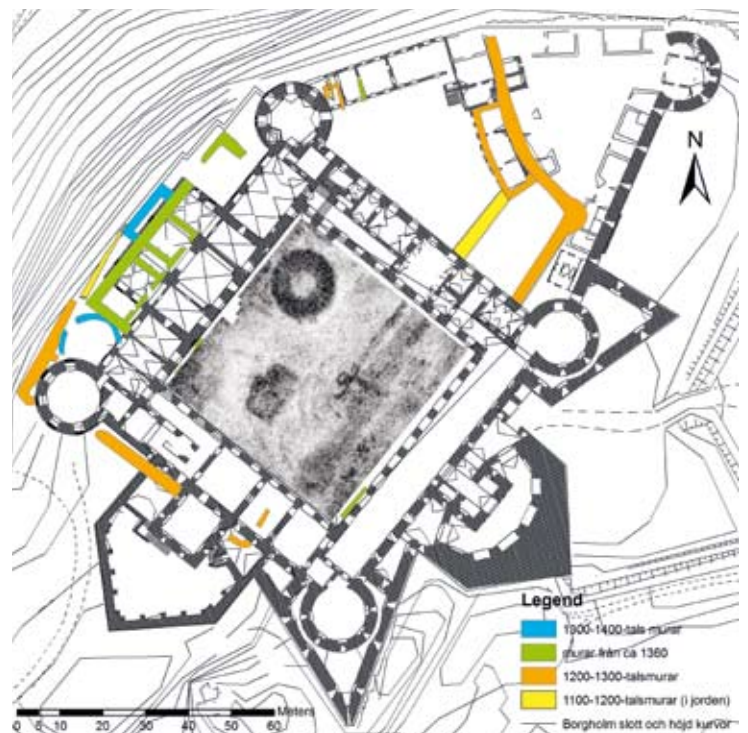 N
Legend
1300-1400-tals murar
murar från ca 1360
1200-1300-talsmurar
1100-1200-talsmurar (i jorden)
Borgholm slott och höjd kurvor
0 5 10 20 30 40 50 60 Meters